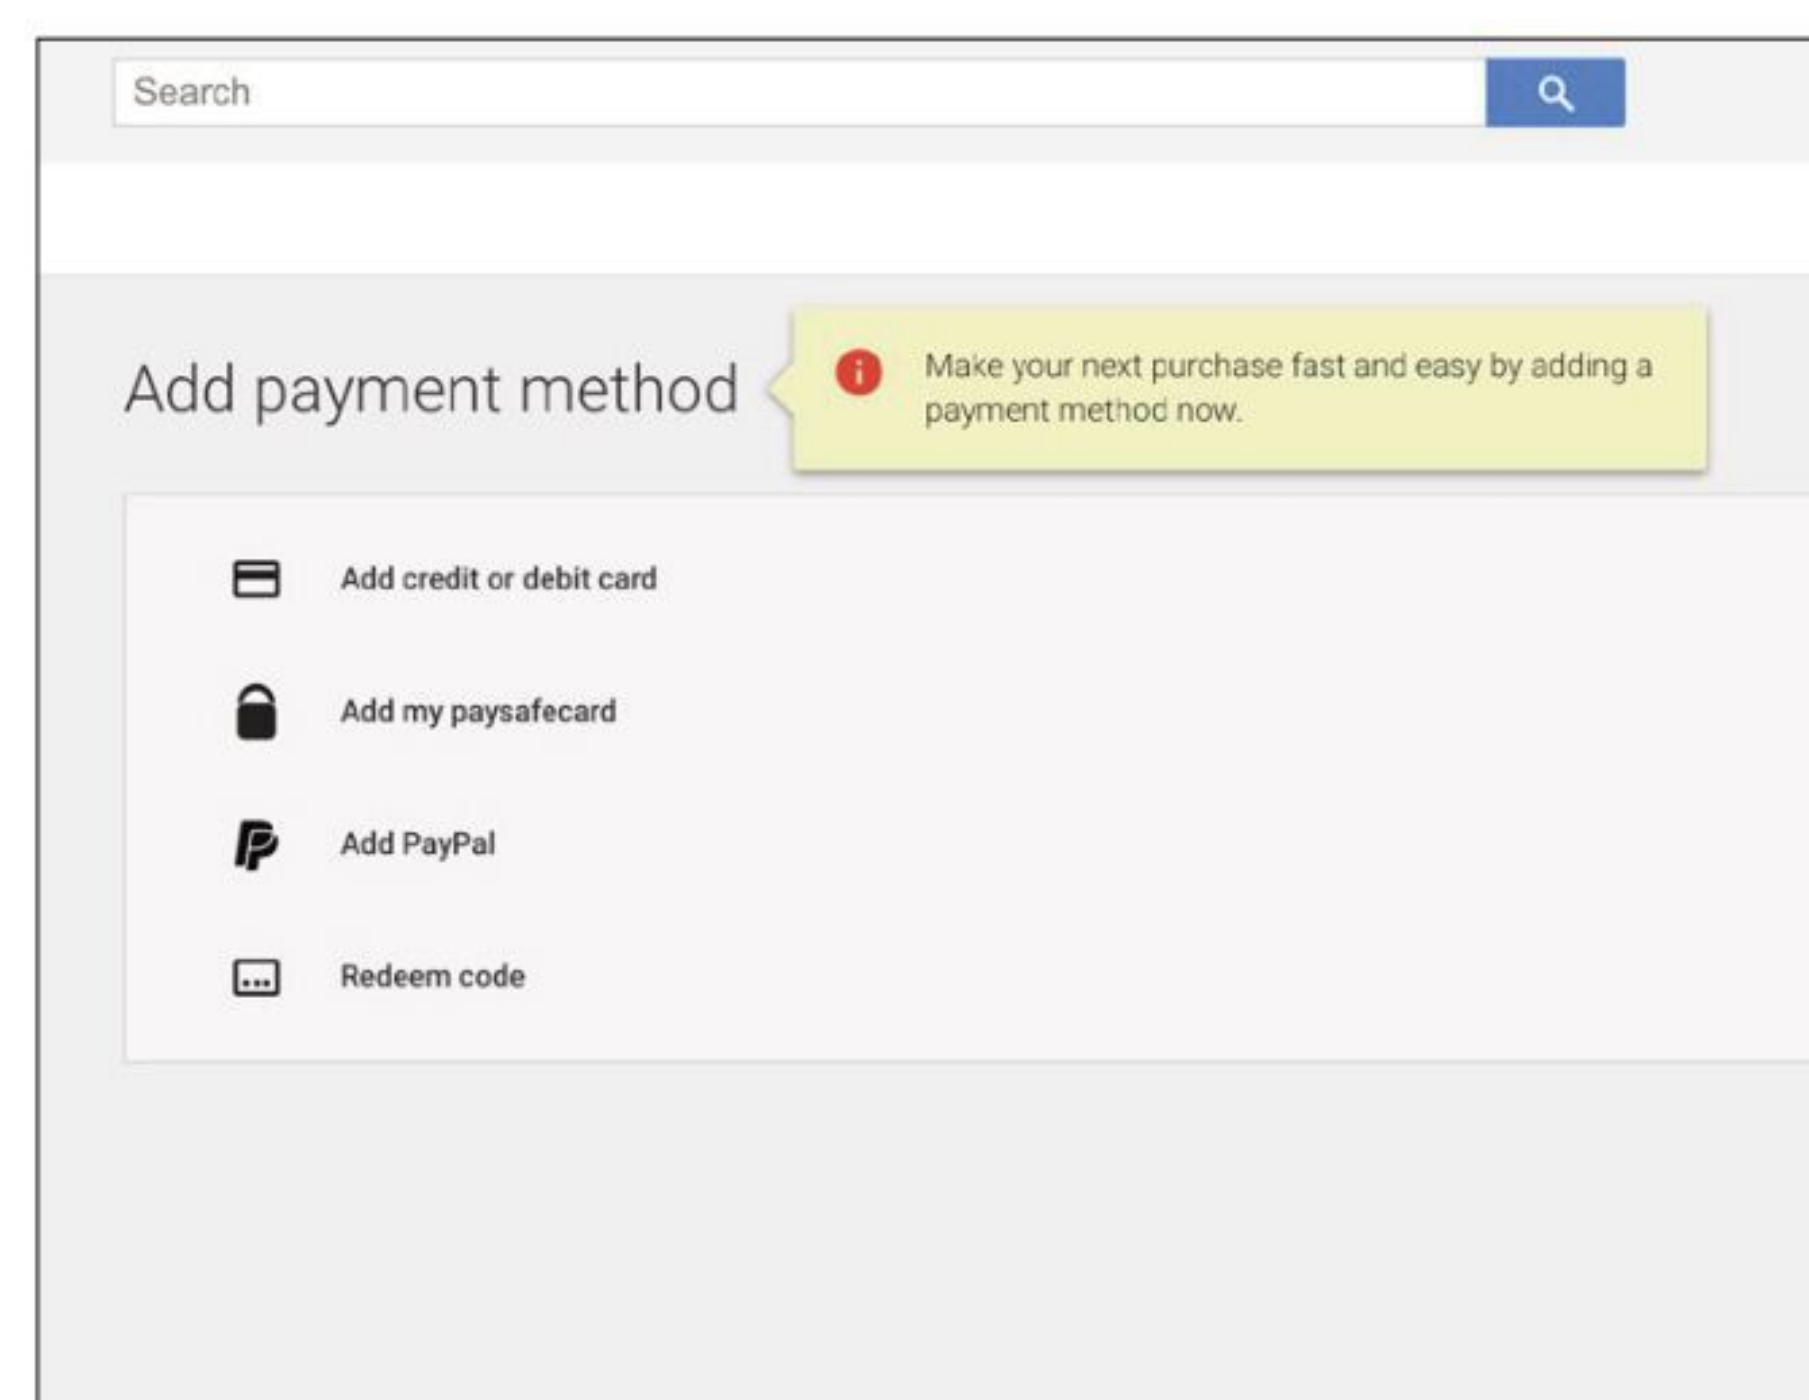 Search
Add payment method
Make your next purchase fast and easy by adding a
payment method now.
Add credit or debit card
Add my paysafecard
Add PayPal
Redeem code